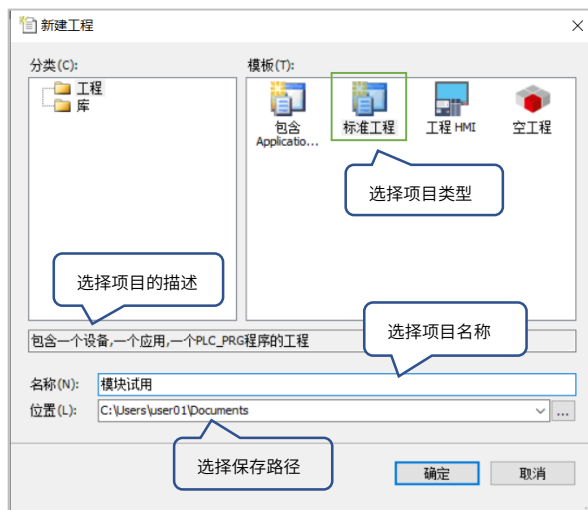 新建工程
分类(C):
模板(T):
工程
库
包含
Applicatio...
标准工程
工程 HMI
空工程
选择项目类型
选择项目的描述
选择项目名称
包含一个设备,一个应用,一个PLC_PRG程序的工程
名称(N):
模块试用
位置(L):
C:\Users\user01\Documents
...
选择保存路径
确定
取消